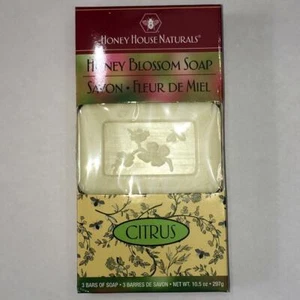 HONEY HOUSE NATURALS®
HONEY BLOSSOM SOAP
SAVON • FLEUR DE MIEL
CITRUS
3 BARS OF SOAP • 3 BARRES DE SAVON • NET WT. 10.5 oz • 297g